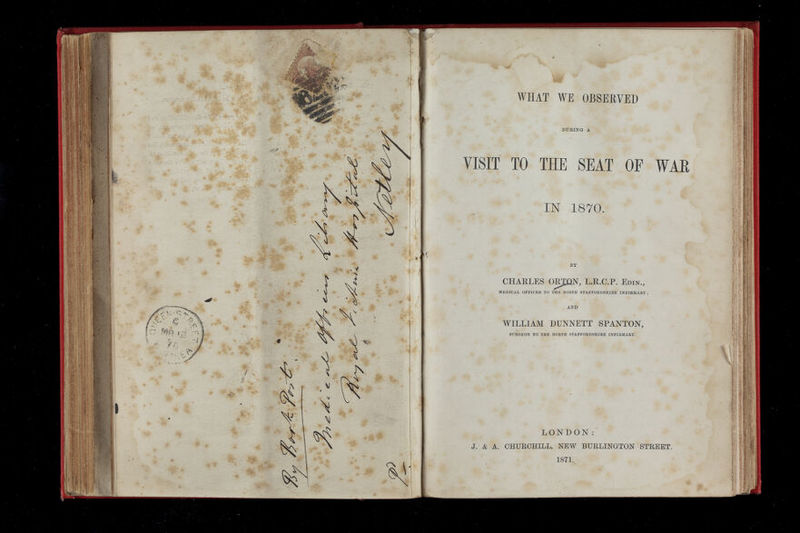 By Book Post.
Medical Officers Library
Royal Victoria Hospital
Netley
WHAT WE OBSERVED
DURING A
VISIT TO THE SEAT OF WAR
IN 1870.
BY
CHARLES ORTON, L.R.C.P. EDIN.,
MEDICAL OFFICER TO THE NORTH STAFFORDSHIRE INFIRMARY;
AND
WILLIAM DUNNETT SPANTON,
SURGEON TO THE NORTH STAFFORDSHIRE INFIRMARY.
LONDON:
J. & A. CHURCHILL, NEW BURLINGTON STREET.
1871.